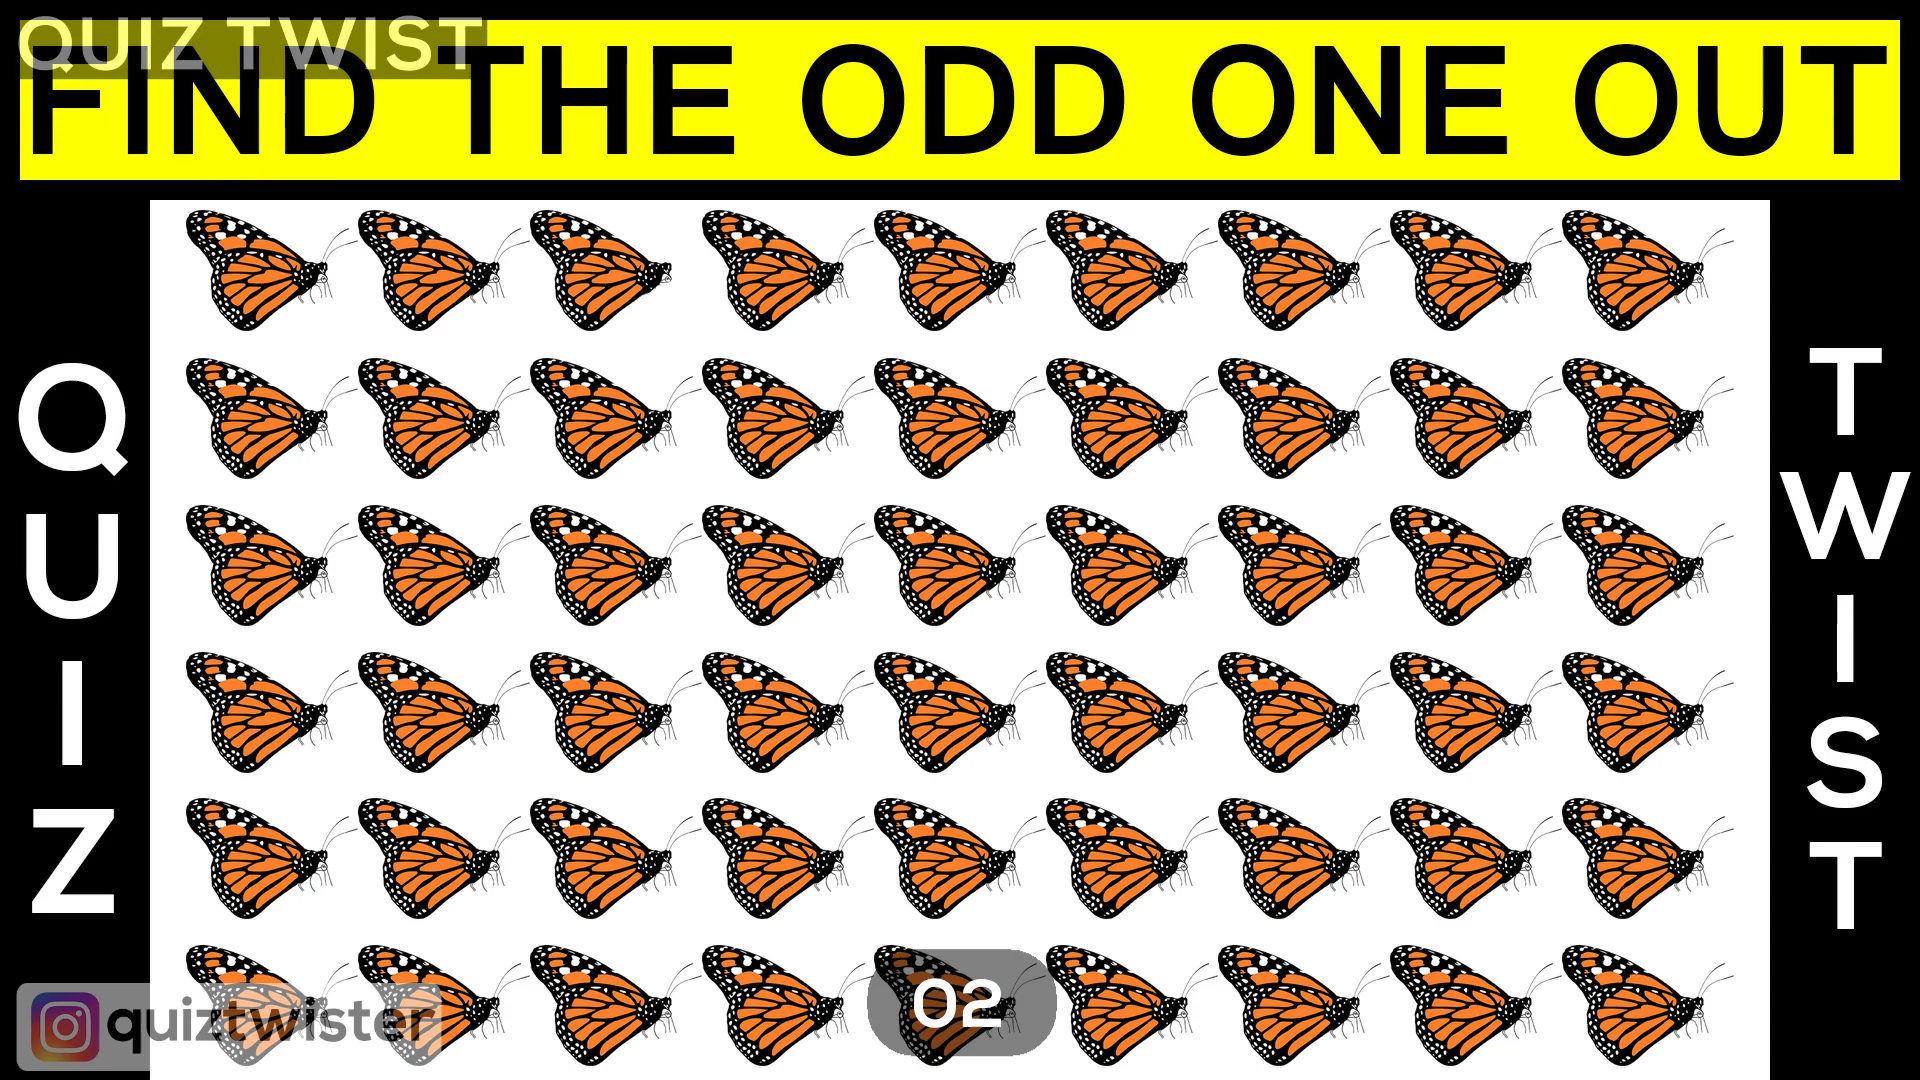 QUIZ TWIST
FIND THE ODD ONE OUT
QUIZ
TWIST
quiztwister
02